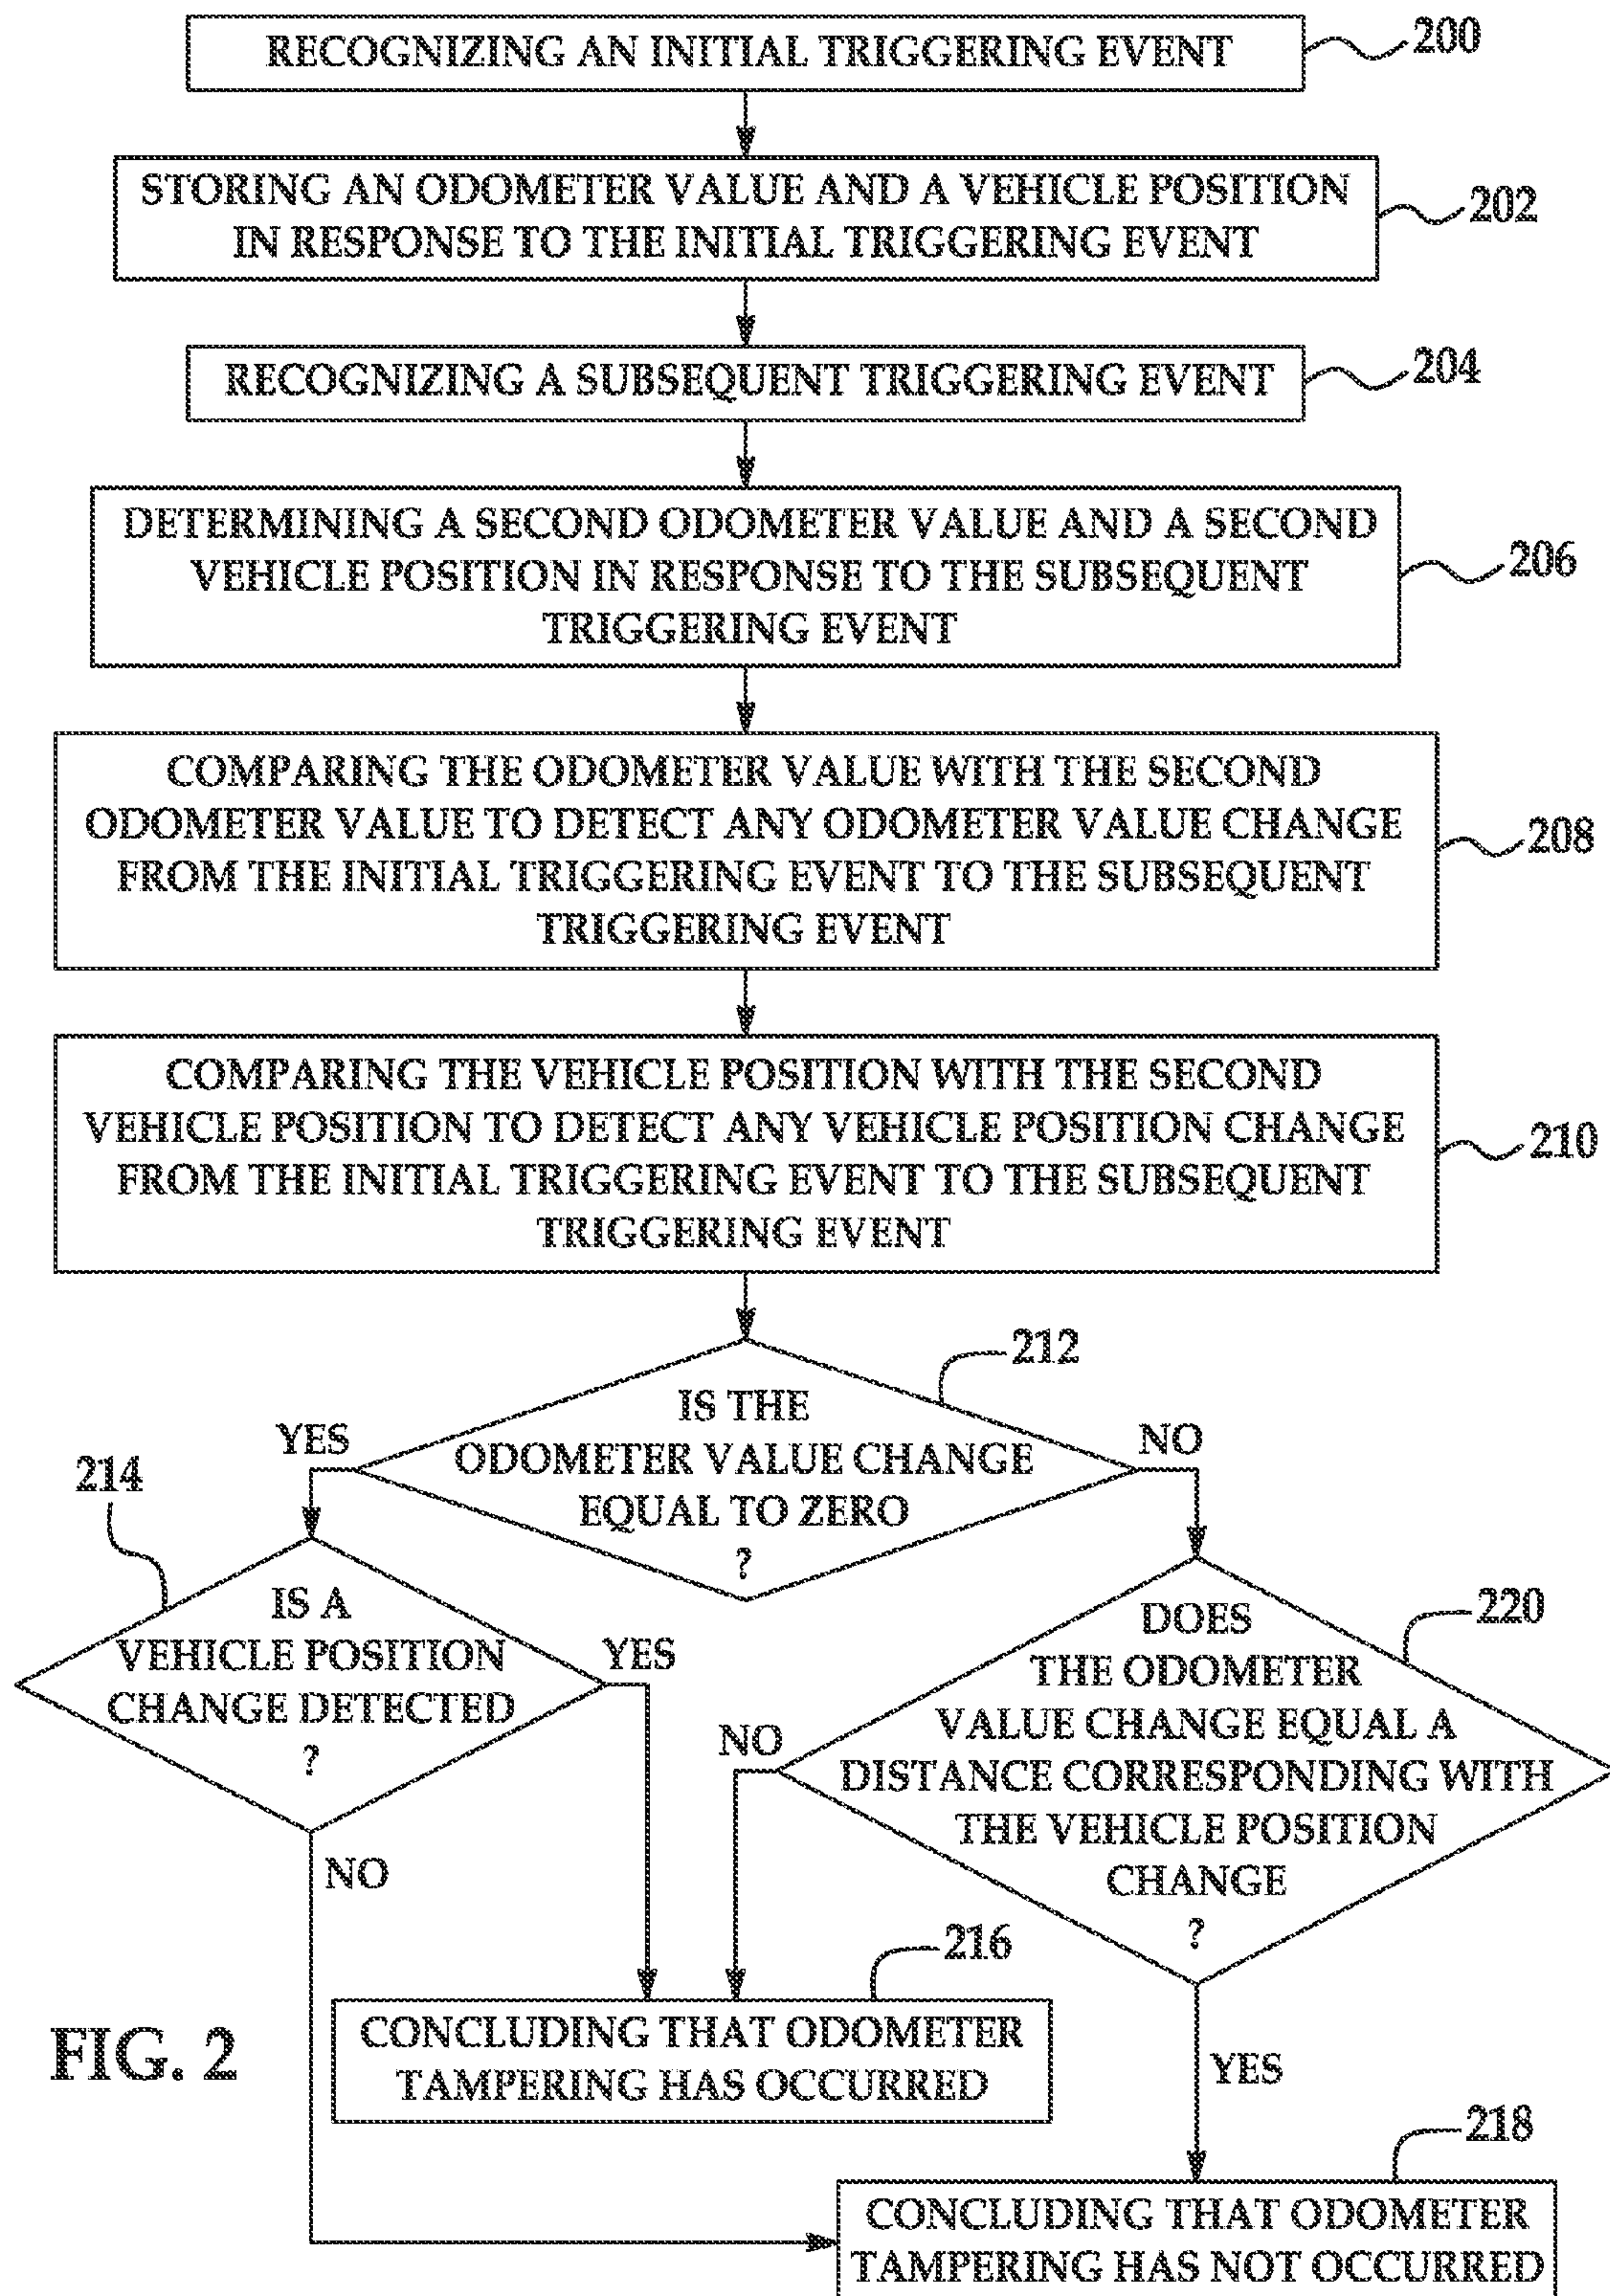 RECOGNIZING AN INITIAL TRIGGERING EVENT
200
STORING AN ODOMETER VALUE AND A VEHICLE POSITION
IN RESPONSE TO THE INITIAL TRIGGERING EVENT
202
RECOGNIZING A SUBSEQUENT TRIGGERING EVENT
204
DETERMINING A SECOND ODOMETER VALUE AND A SECOND
VEHICLE POSITION IN RESPONSE TO THE SUBSEQUENT
TRIGGERING EVENT
206
COMPARING THE ODOMETER VALUE WITH THE SECOND
ODOMETER VALUE TO DETECT ANY ODOMETER VALUE CHANGE
FROM THE INITIAL TRIGGERING EVENT TO THE SUBSEQUENT
TRIGGERING EVENT
208
COMPARING THE VEHICLE POSITION WITH THE SECOND
VEHICLE POSITION TO DETECT ANY VEHICLE POSITION CHANGE
FROM THE INITIAL TRIGGERING EVENT TO THE SUBSEQUENT
TRIGGERING EVENT
210
212
IS THE
ODOMETER VALUE CHANGE
EQUAL TO ZERO
?
YES
NO
214
IS A
VEHICLE POSITION
CHANGE DETECTED
?
YES
NO
220
DOES
THE ODOMETER
VALUE CHANGE EQUAL A
DISTANCE CORRESPONDING WITH
THE VEHICLE POSITION
CHANGE
?
NO
YES
216
CONCLUDING THAT ODOMETER
TAMPERING HAS OCCURRED
218
CONCLUDING THAT ODOMETER
TAMPERING HAS NOT OCCURRED
FIG. 2